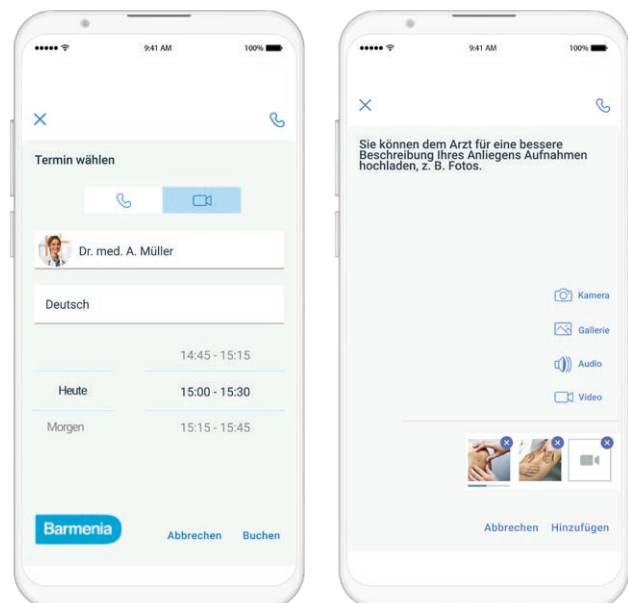 9:41 AM 100%
Termin wählen
Dr. med. A. Müller
Deutsch
14:45 - 15:15
Heute 15:00 - 15:30
Morgen 15:15 - 15:45
Barmenia Abbrechen Buchen
9:41 AM 100%
Sie können dem Arzt für eine bessere
Beschreibung Ihres Anliegens Aufnahmen
hochladen, z. B. Fotos.
Kamera
Gallerie
Audio
Video
Abbrechen Hinzufügen